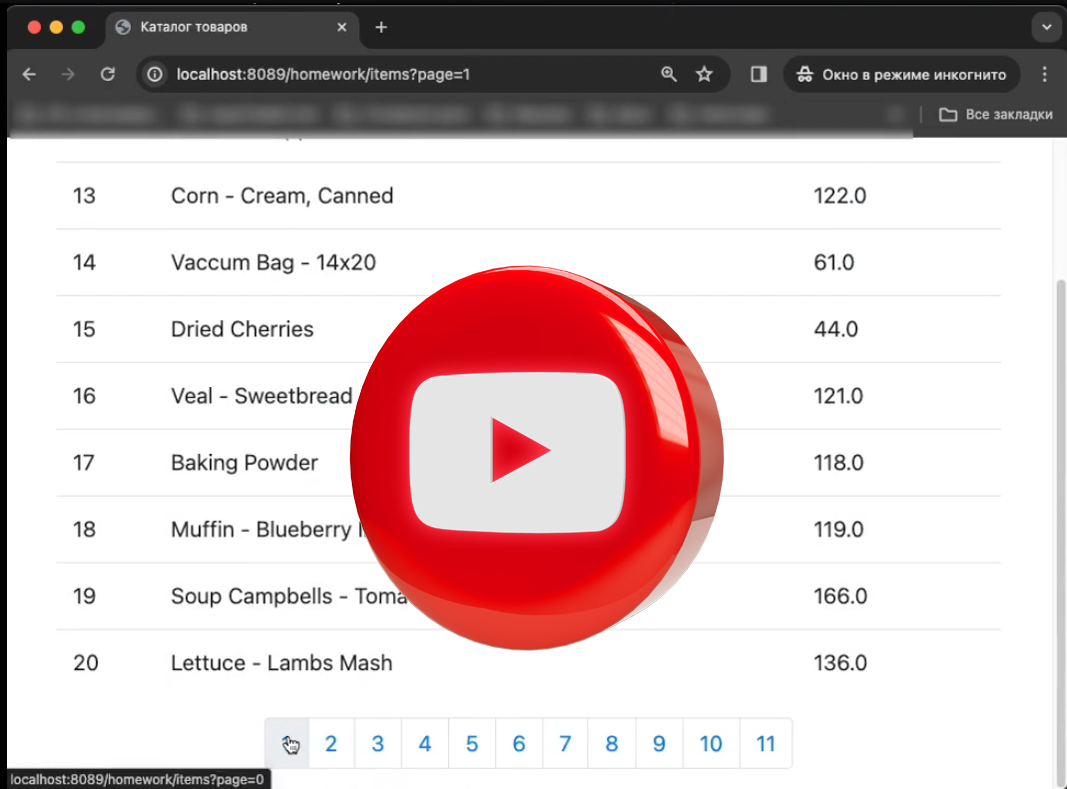 Каталог товаров
localhost:8089/homework/items?page=1
Окно в режиме инкогнито
Все закладки
13 Corn - Cream, Canned 122.0
14 Vaccum Bag - 14x20 61.0
15 Dried Cherries 44.0
16 Veal - Sweetbread 121.0
17 Baking Powder 118.0
18 Muffin - Blueberry 119.0
19 Soup Campbells - 166.0
20 Lettuce - Lambs Mash 136.0
2 3 4 5 6 7 8 9 10 11
localhost:8089/homework/items?page=0